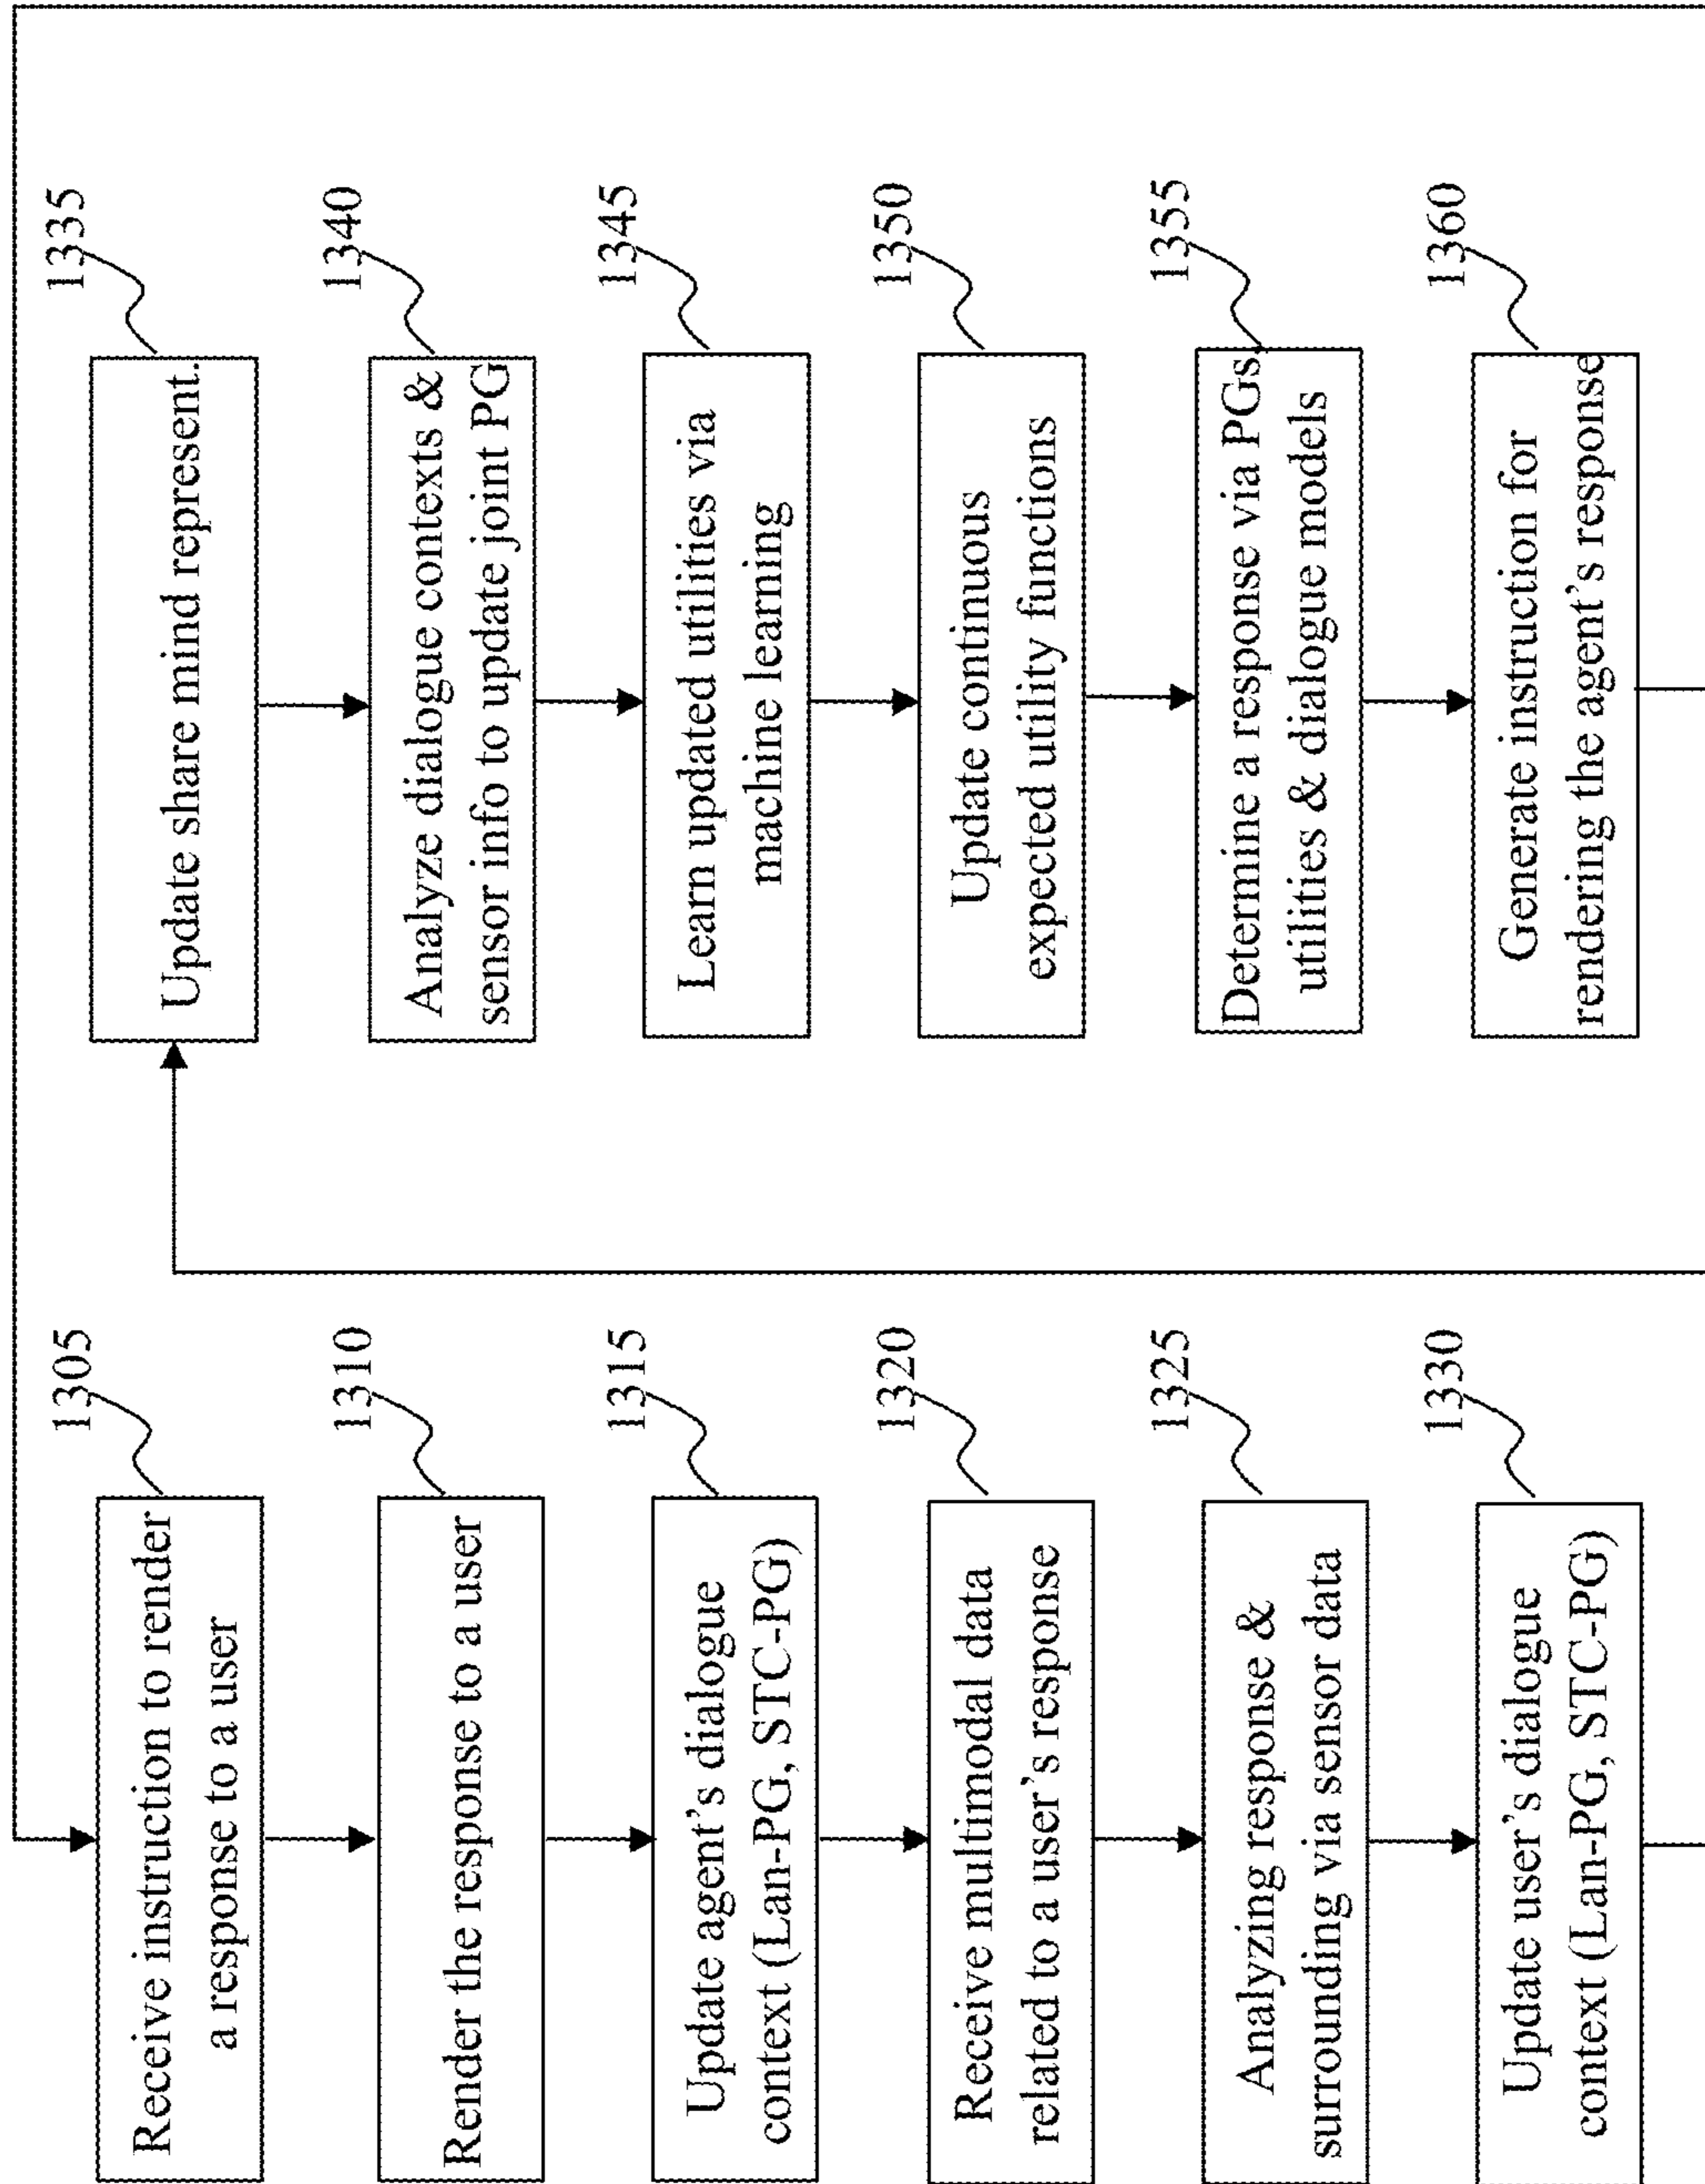 1305
Receive instruction to render
a response to a user
1310
Render the response to a user
1315
Update agent’s dialogue
context (Lan-PG, STC-PG)
1320
Receive multimodal data
related to a user’s response
1325
Analyzing response &
surrounding via sensor data
1330
Update user’s dialogue
context (Lan-PG, STC-PG)
1335
Update share mind represent.
1340
Analyze dialogue contexts &
sensor info to update joint PG
1345
Learn updated utilities via
machine learning
1350
Update continuous
expected utility functions
1355
Determine a response via PGs,
utilities & dialogue models
1360
Generate instruction for
rendering the agent’s response